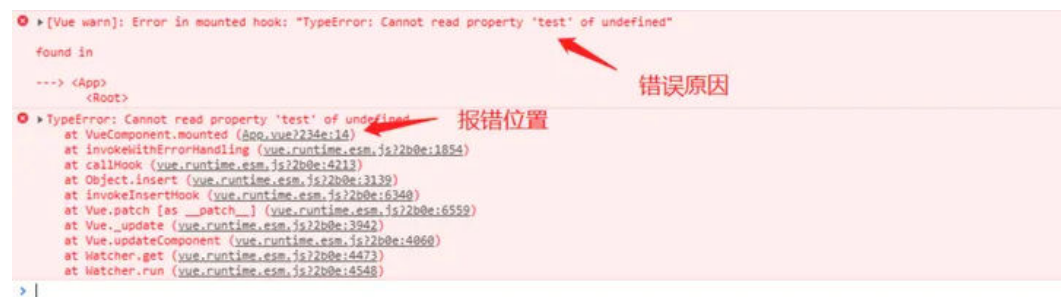 [Vue warn]: Error in mounted hook: "TypeError: Cannot read property 'test' of undefined"
found in
---> <App>
<Root>
错误原因
TypeError: Cannot read property 'test' of undefined
报错位置
at VueComponent.mounted (App.vue?234e:14)
at invokeWithErrorHandling (vue.runtime.esm.js?2b0e:1854)
at callHook (vue.runtime.esm.js?2b0e:4213)
at Object.insert (vue.runtime.esm.js?2b0e:3139)
at invokeInsertHook (vue.runtime.esm.js?2b0e:6340)
at Vue.patch [as __patch__] (vue.runtime.esm.js?2b0e:6559)
at Vue._update (vue.runtime.esm.js?2b0e:3942)
at Vue.updateComponent (vue.runtime.esm.js?2b0e:4060)
at Watcher.get (vue.runtime.esm.js?2b0e:4473)
at Watcher.run (vue.runtime.esm.js?2b0e:4548)